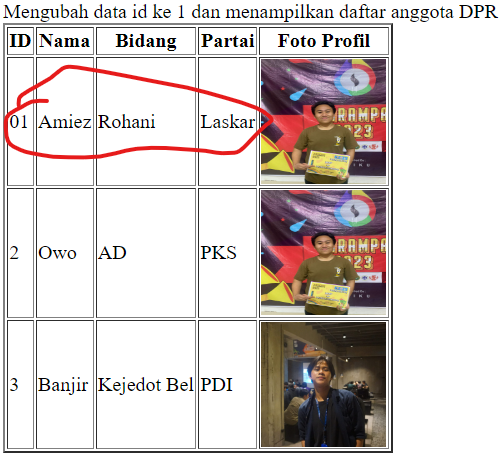 Mengubah data id ke 1 dan menampilkan daftar anggota DPR
ID Nama Bidang Partai Foto Profil
01 Amiez Rohani Laskar
RAMPA
2023
2 Owo AD PKS
RAMPA
2023
3 Banjir Kejedot Bel PDI